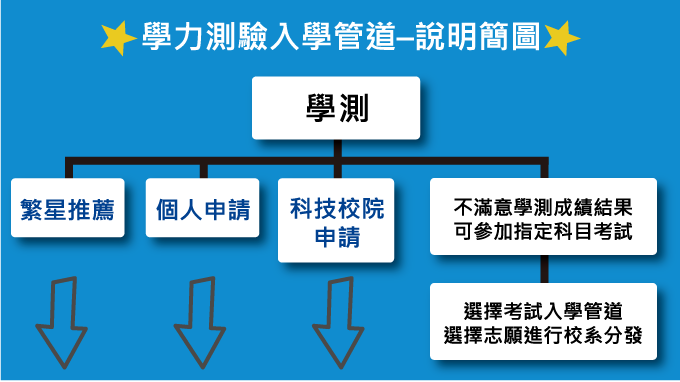 學力測驗入學管道–說明簡圖
學測
繁星推薦
個人申請
科技校院
申請
不滿意學測成績結果
可參加指定科目考試
選擇考試入學管道
選擇志願進行校系分發